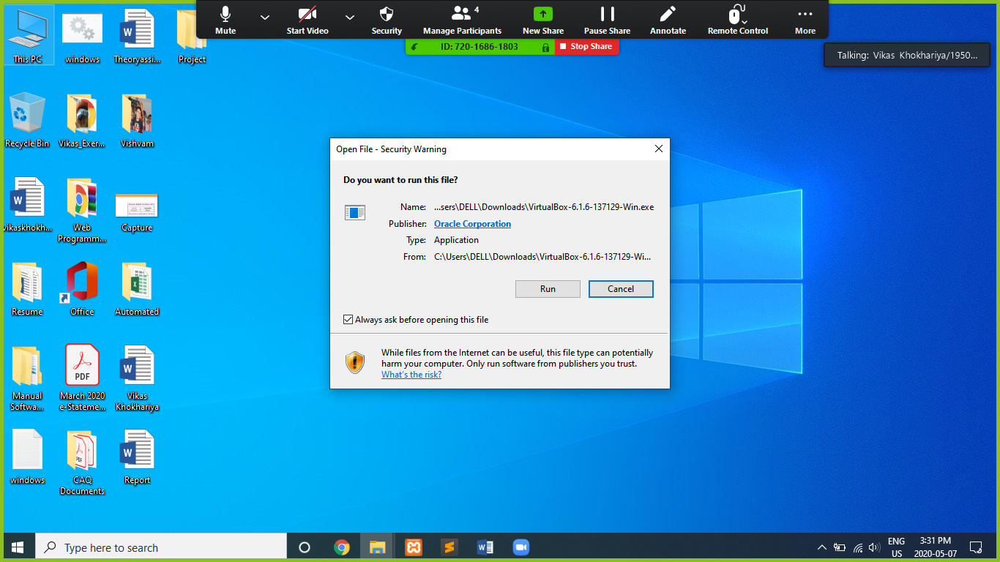 Mute
Start Video
Security
Manage Participants
4
New Share
Pause Share
Annotate
Remote Control
More
ID: 720-1686-1803
Stop Share
Talking: Vikas Khokhariya/1950...
This PC
windows
Theoryassi...
Project
Recycle Bin
Vikas_Exer...
Vishvam
vikaskhokh...
Web
Programm...
Capture
Resume
Office
Automated
Manual
Softwa...
PDF
March 2020
e-Stateme...
Vikas
Khokhariya
windows
CAQ
Documents
Report
Open File - Security Warning
Do you want to run this file?
Name: ...sers\DELL\Downloads\VirtualBox-6.1.6-137129-Win.exe
Publisher: Oracle Corporation
Type: Application
From: C:\Users\DELL\Downloads\VirtualBox-6.1.6-137129-Wi...
Run
Cancel
Always ask before opening this file
While files from the Internet can be useful, this file type can potentially
harm your computer. Only run software from publishers you trust.
What's the risk?
Type here to search
ENG
US
3:31 PM
2020-05-07